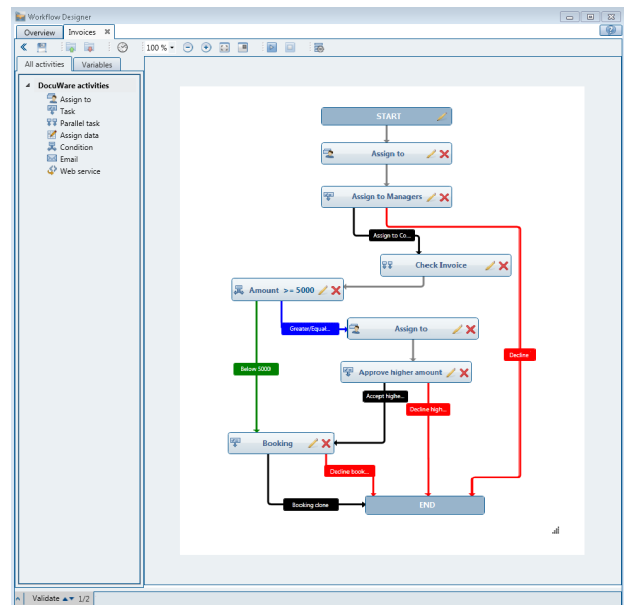 Workflow Designer
Overview
Invoices
100 %
All activities
Variables
DocuWare activities
Assign to
Task
Parallel task
Assign data
Condition
Email
Web service
START
Assign to
Assign to Managers
Assign to Co...
Check Invoice
Amount >= 5000
Greater/Equal...
Assign to
Decline
Below 5000
Approve higher amount
Accept highe...
Decline high...
Booking
Decline book...
Booking done
END
Validate
1/2